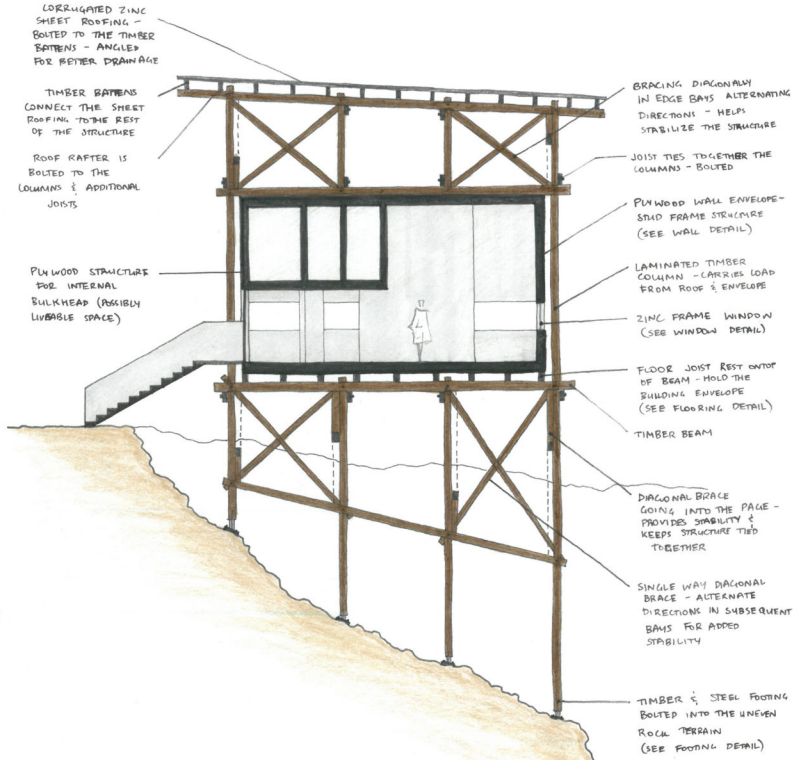 CORRUGATED ZINC
SHEET ROOFING -
BOLTED TO THE TIMBER
BATTENS - ANGLED
FOR BETTER DRAINAGE
TIMBER BATTENS
CONNECT THE SHEET
ROOFING TO THE REST
OF THE STRUCTURE
ROOF RAFTER IS
BOLTED TO THE
COLUMNS & ADDITIONAL
JOISTS
PLYWOOD STRUCTURE
FOR INTERNAL
BULKHEAD (POSSIBLY
LIVEABLE SPACE)
BRACING DIAGONALLY
IN EDGE BAYS ALTERNATING
DIRECTIONS - HELPS
STABILIZE THE STRUCTURE
JOIST TIES TOGETHER THE
COLUMNS - BOLTED
PLYWOOD WALL ENVELOPE -
STUD FRAME STRUCTURE
(SEE WALL DETAIL)
LAMINATED TIMBER
COLUMN - CARRIES LOAD
FROM ROOF & ENVELOPE
ZINC FRAME WINDOW
(SEE WINDOW DETAIL)
FLOOR JOIST REST ONTOP
OF BEAM - HOLD THE
BUILDING ENVELOPE
(SEE FLOORING DETAIL)
TIMBER BEAM
DIAGONAL BRACE
GOING INTO THE PAGE -
PROVIDES STABILITY &
KEEPS STRUCTURE TIED
TOGETHER
SINGLE WAY DIAGONAL
BRACE - ALTERNATE
DIRECTIONS IN SUBSEQUENT
BAYS FOR ADDED
STABILITY
TIMBER & STEEL FOOTING
BOLTED INTO THE UNEVEN
ROCK TERRAIN
(SEE FOOTING DETAIL)